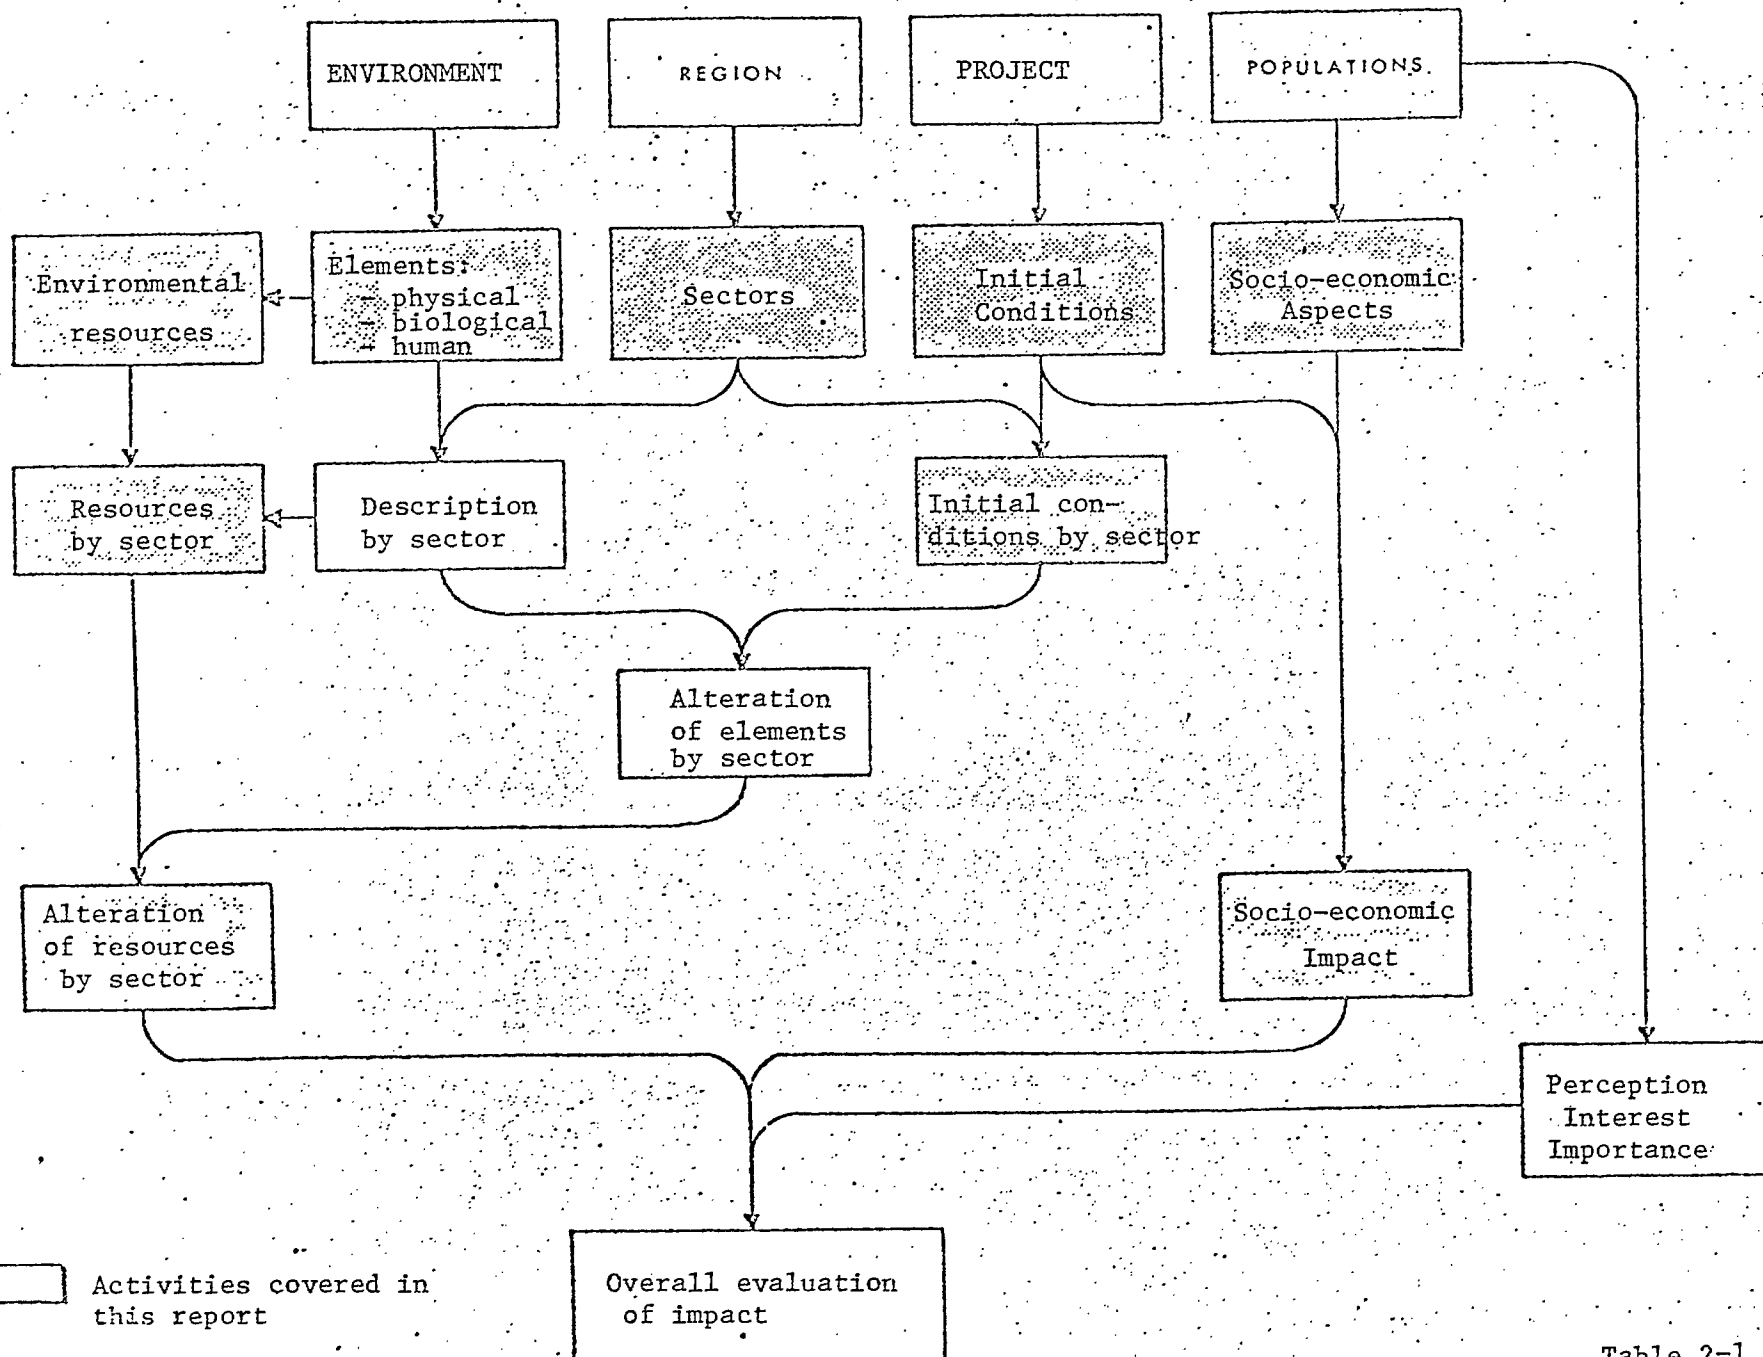 ENVIRONMENT
REGION
PROJECT
POPULATIONS
Environmental
resources
Elements:
- physical
- biological
- human
Sectors
Initial
Conditions
Socio-economic
Aspects
Resources
by sector
Description
by sector
Initial con-
ditions by sector
Alteration
of elements
by sector
Alteration
of resources
by sector
Socio-economic
Impact
Perception
Interest
Importance
Overall evaluation
of impact
Activities covered in
this report
Table 2-1